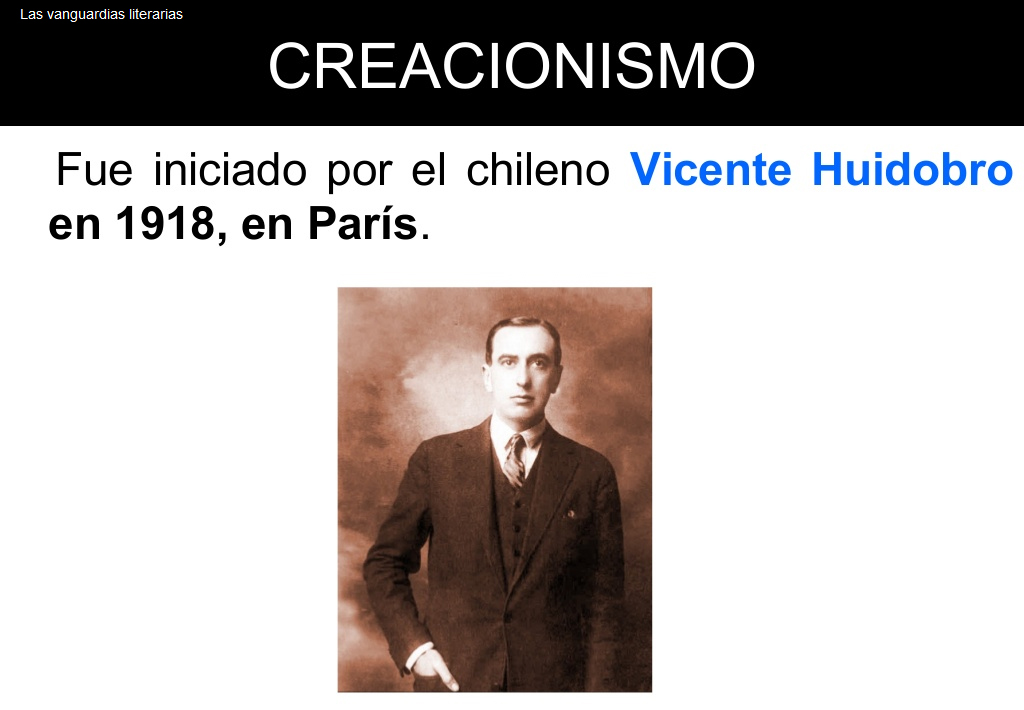 Las vanguardias literarias
CREACIONISMO
Fue iniciado por el chileno Vicente Huidobro
en 1918, en París.